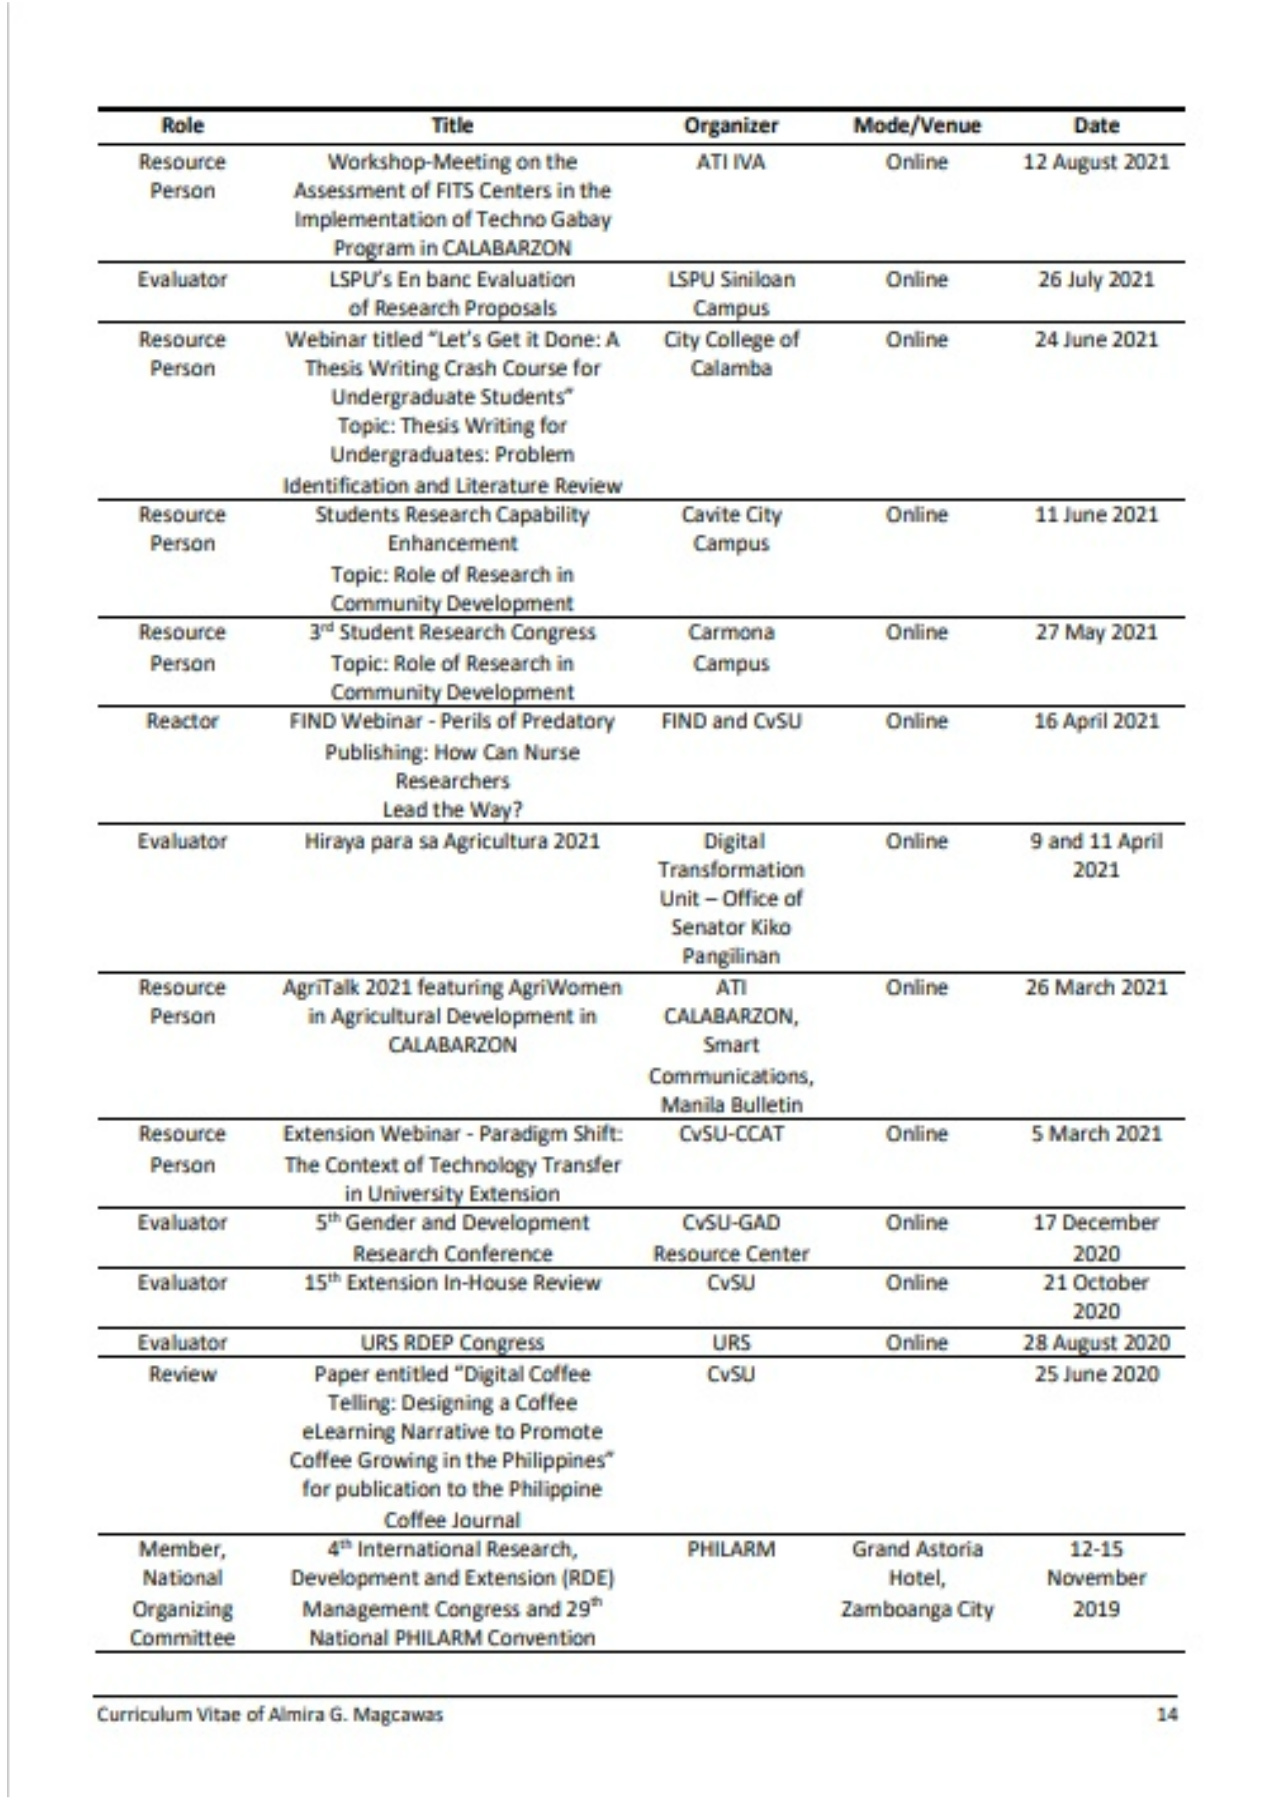 Role Title Organizer Mode/Venue Date
Resource Workshop-Meeting on the ATI IVA Online 12 August 2021
Person Assessment of FITS Centers in the
Implementation of Techno Gabay
Program in CALABARZON
Evaluator LSPU's En banc Evaluation LSPU Siniloan Online 26 July 2021
of Research Proposals Campus
Resource Webinar titled "Let's Get it Done: A City College of Online 24 June 2021
Person Thesis Writing Crash Course for Calamba
Undergraduate Students"
Topic: Thesis Writing for
Undergraduates: Problem
Identification and Literature Review
Resource Students Research Capability Cavite City Online 11 June 2021
Person Enhancement Campus
Topic: Role of Research in
Community Development
Resource 3rd Student Research Congress Carmona Online 27 May 2021
Person Topic: Role of Research in Campus
Community Development
Reactor FIND Webinar - Perils of Predatory FIND and CvSU Online 16 April 2021
Publishing: How Can Nurse
Researchers
Lead the Way?
Evaluator Hiraya para sa Agricultura 2021 Digital Online 9 and 11 April
Transformation 2021
Unit – Office of
Senator Kiko
Pangilinan
Resource AgriTalk 2021 featuring AgriWomen ATI Online 26 March 2021
Person in Agricultural Development in CALABARZON,
CALABARZON Smart
Communications,
Manila Bulletin
Resource Extension Webinar - Paradigm Shift: CvSU-CCAT Online 5 March 2021
Person The Context of Technology Transfer
in University Extension
Evaluator 5th Gender and Development CvSU-GAD Online 17 December
Research Conference Resource Center 2020
Evaluator 15th Extension In-House Review CvSU Online 21 October
2020
Evaluator URS RDEP Congress URS Online 28 August 2020
Review Paper entitled "Digital Coffee CvSU 25 June 2020
Telling: Designing a Coffee
eLearning Narrative to Promote
Coffee Growing in the Philippines"
for publication to the Philippine
Coffee Journal
Member, 4th International Research, PHILARM Grand Astoria 12-15
National Development and Extension (RDE) Hotel, November
Organizing Management Congress and 29th Zamboanga City 2019
Committee National PHILARM Convention
Curriculum Vitae of Almira G. Magcawas 14